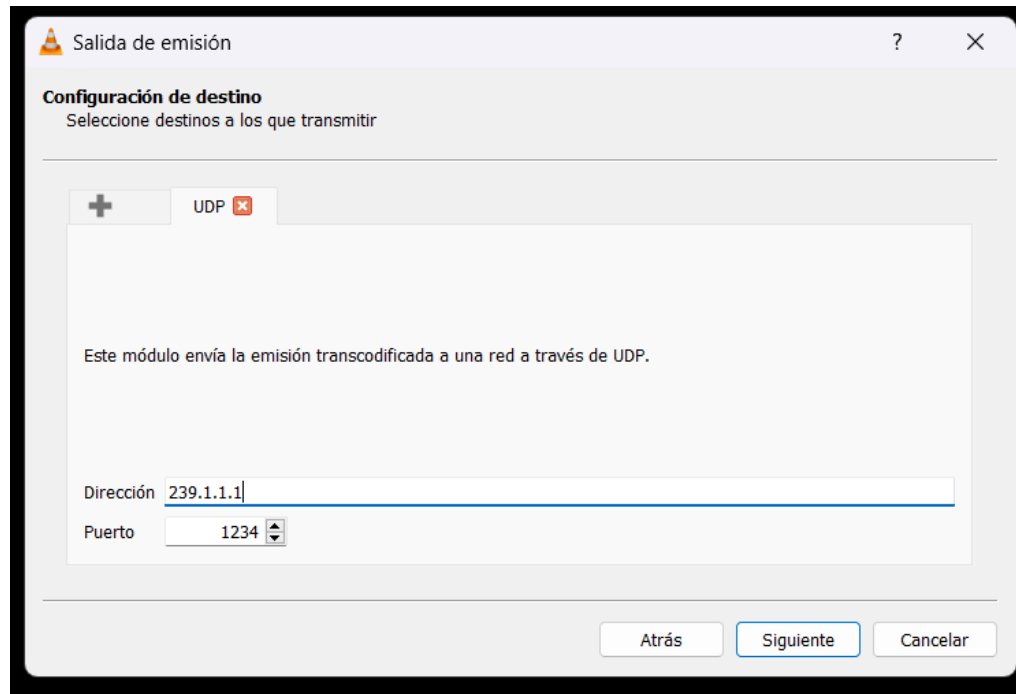 Salida de emisión
?
Configuración de destino
Seleccione destinos a los que transmitir
UDP
Este módulo envía la emisión transcodificada a una red a través de UDP.
Dirección 239.1.1.1
Puerto 1234
Atrás Siguiente Cancelar